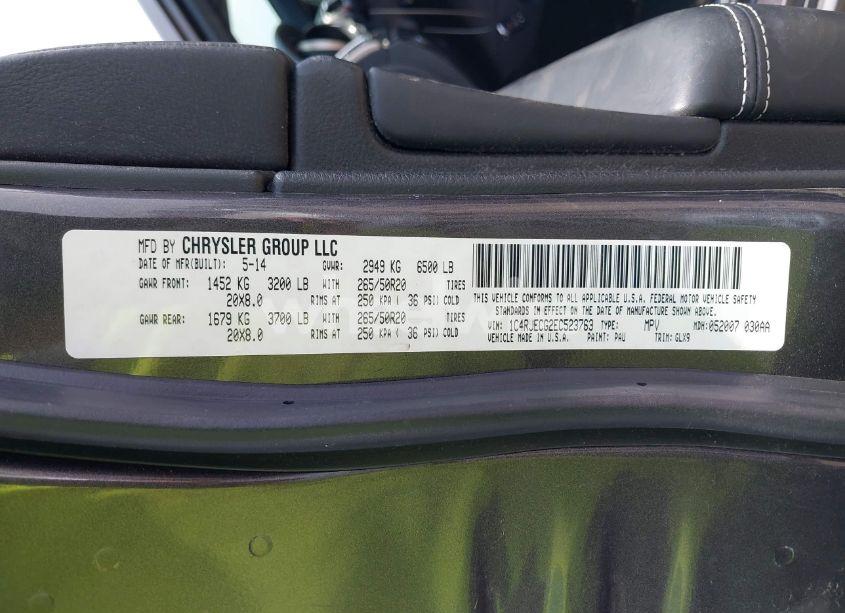 MFD BY CHRYSLER GROUP LLC
DATE OF MFR(BUILT): 5-14 GVWR: 2949 KG 6500 LB
GAWR FRONT: 1452 KG 3200 LB WITH 265/50R20 TIRES
20X8.0 RIMS AT 250 KPA ( 36 PSI) COLD
GAWR REAR: 1679 KG 3700 LB WITH 265/50R20 TIRES
20X8.0 RIMS AT 250 KPA ( 36 PSI) COLD
THIS VEHICLE CONFORMS TO ALL APPLICABLE U.S.A. FEDERAL MOTOR VEHICLE SAFETY
STANDARDS IN EFFECT ON THE DATE OF MANUFACTURE SHOWN ABOVE.
VIN: 1C4RJECG2EC523763 TYPE: MPV MDH: 052007 030AA
VEHICLE MADE IN U.S.A. PAINT: PAU TRIM: GLX9